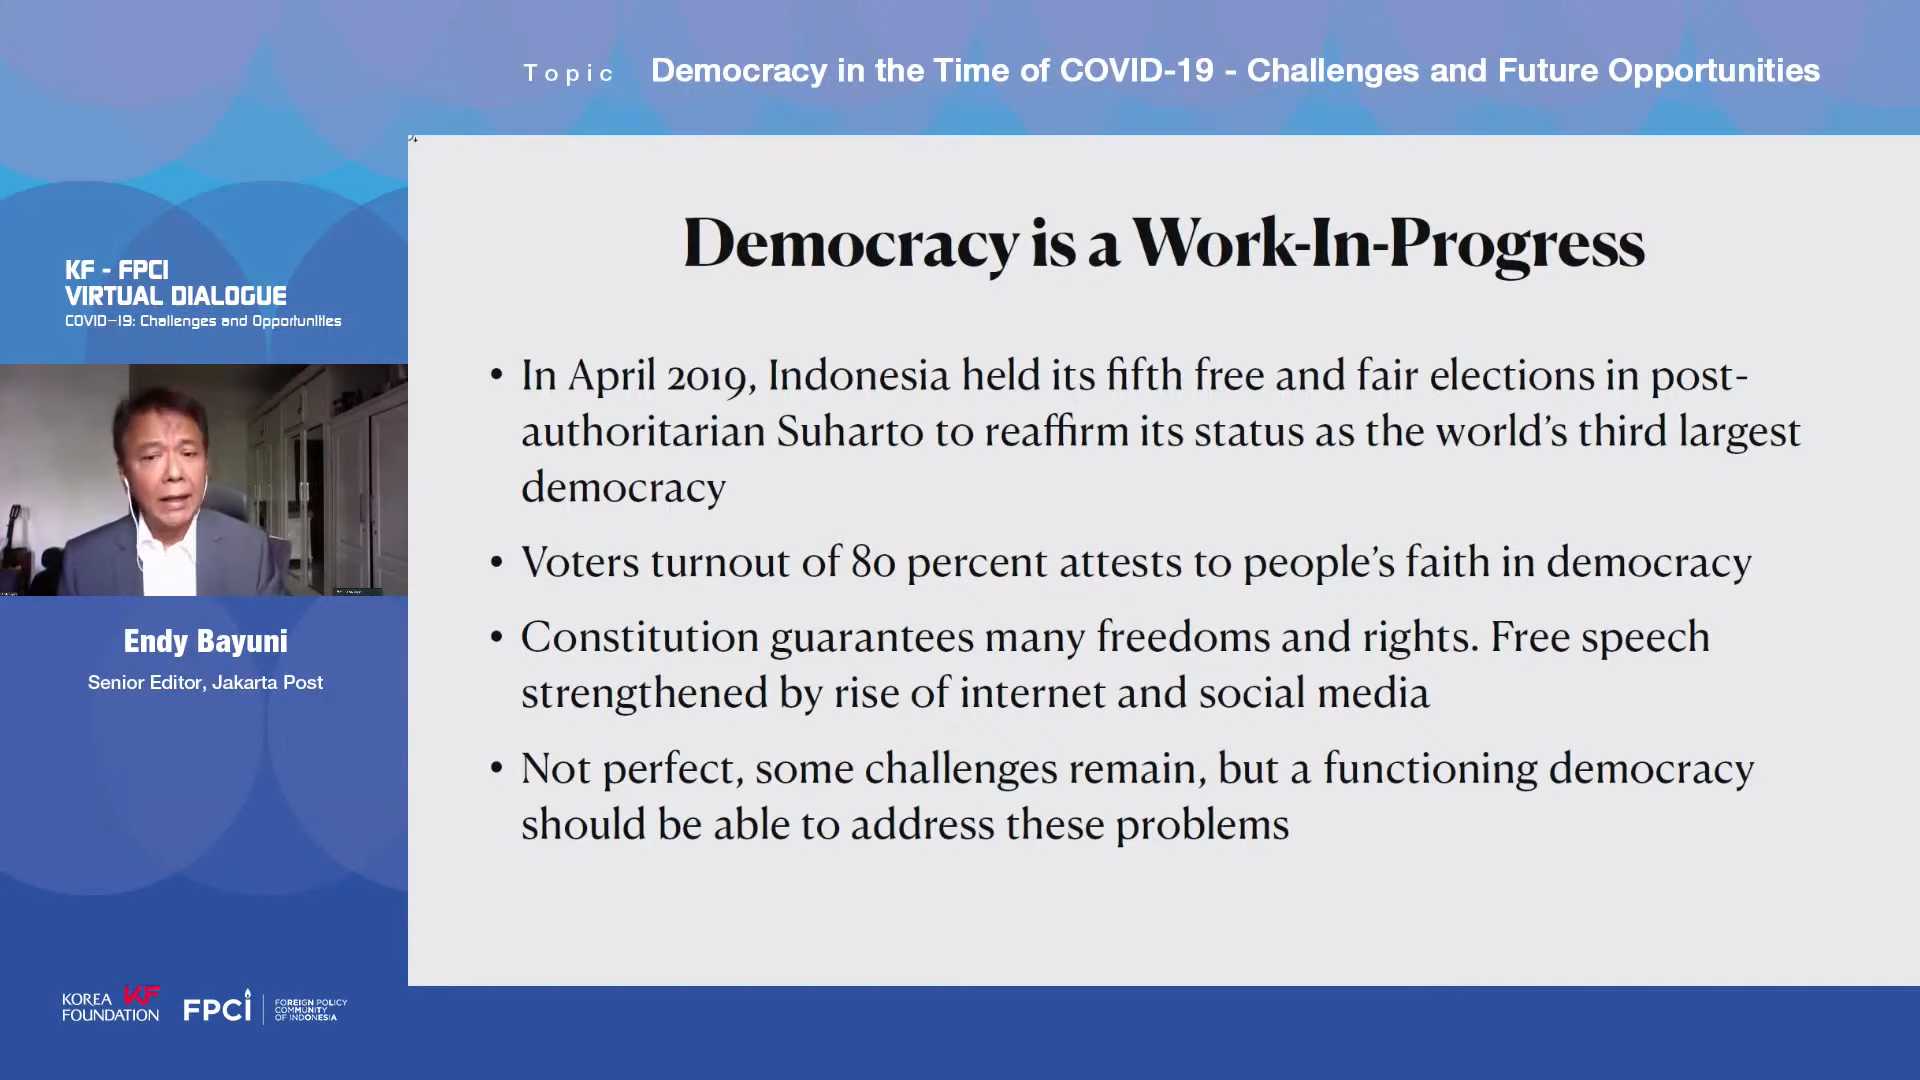 Topic Democracy in the Time of COVID-19 - Challenges and Future Opportunities
KF - FPCI
VIRTUAL DIALOGUE
COVID-19: Challenges and Opportunities
Endy Bayuni
Senior Editor, Jakarta Post
Democracy is a Work-In-Progress
• In April 2019, Indonesia held its fifth free and fair elections in post-
authoritarian Suharto to reaffirm its status as the world’s third largest
democracy
• Voters turnout of 80 percent attests to people’s faith in democracy
• Constitution guarantees many freedoms and rights. Free speech
strengthened by rise of internet and social media
• Not perfect, some challenges remain, but a functioning democracy
should be able to address these problems
KOREA KF
FOUNDATION
FPCI
FOREIGN POLICY
COMMUNITY
OF INDONESIA